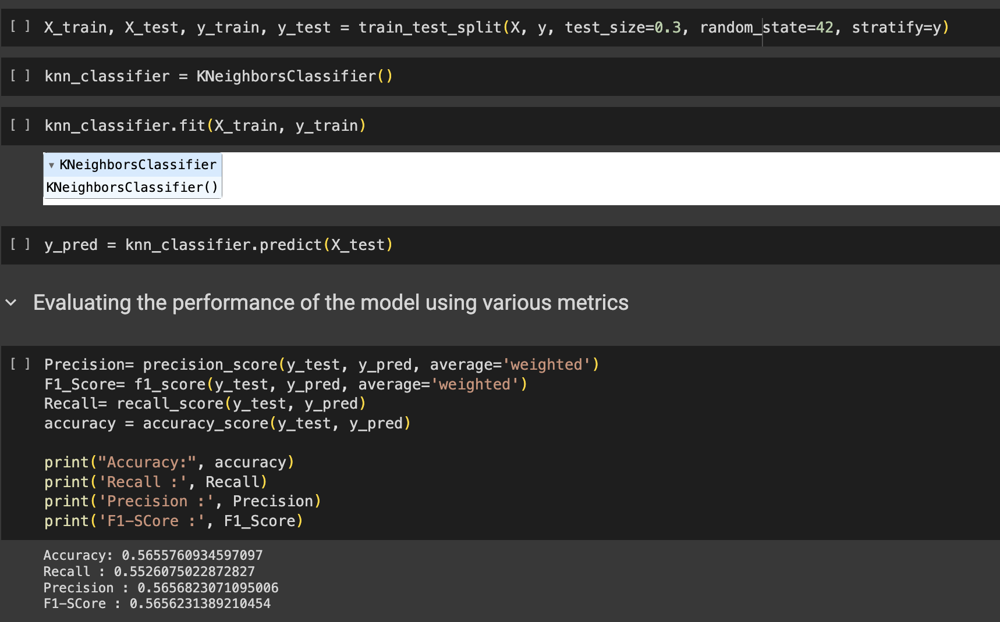 [ ] X_train, X_test, y_train, y_test = train_test_split(X, y, test_size=0.3, random_state=42, stratify=y)
[ ] knn_classifier = KNeighborsClassifier()
[ ] knn_classifier.fit(X_train, y_train)
▾ KNeighborsClassifier
KNeighborsClassifier()
[ ] y_pred = knn_classifier.predict(X_test)
Evaluating the performance of the model using various metrics
[ ] Precision= precision_score(y_test, y_pred, average='weighted')
F1_Score= f1_score(y_test, y_pred, average='weighted')
Recall= recall_score(y_test, y_pred)
accuracy = accuracy_score(y_test, y_pred)
print("Accuracy:", accuracy)
print('Recall :', Recall)
print('Precision :', Precision)
print('F1-SCore :', F1_Score)
Accuracy: 0.5655760934597097
Recall : 0.5526075022872827
Precision : 0.5656823071095006
F1-SCore : 0.5656231389210454